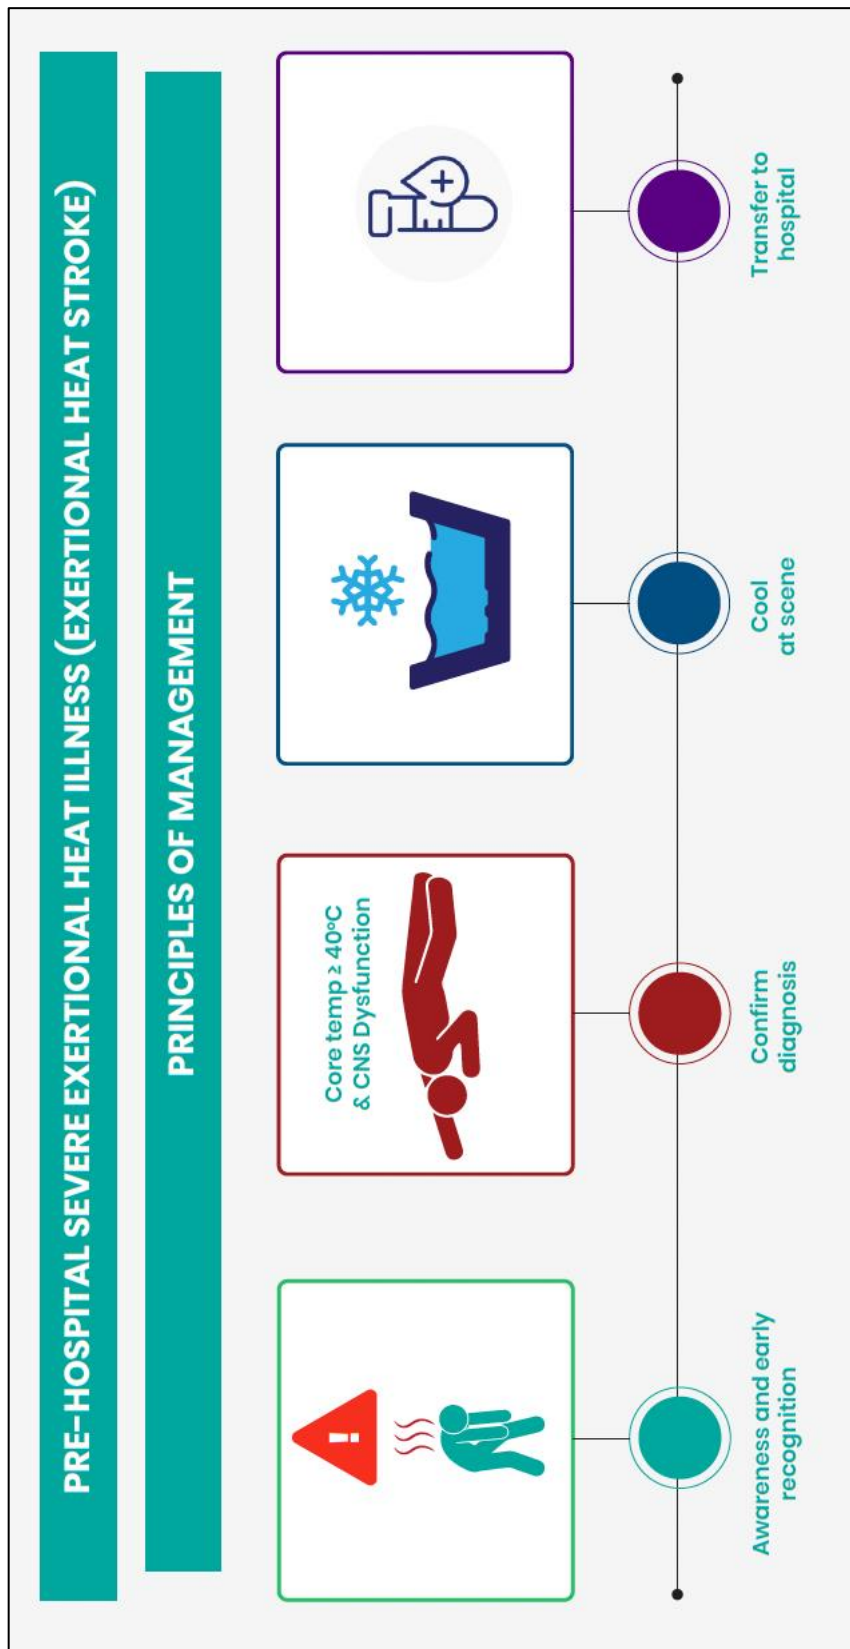 PRE-HOSPITAL SEVERE EXERTIONAL HEAT ILLNESS (EXERTIONAL HEAT STROKE)
PRINCIPLES OF MANAGEMENT
!
Awareness and early
recognition
Core temp ≥ 40°C
& CNS Dysfunction
Confirm
diagnosis
Cool
at scene
Transfer to
hospital